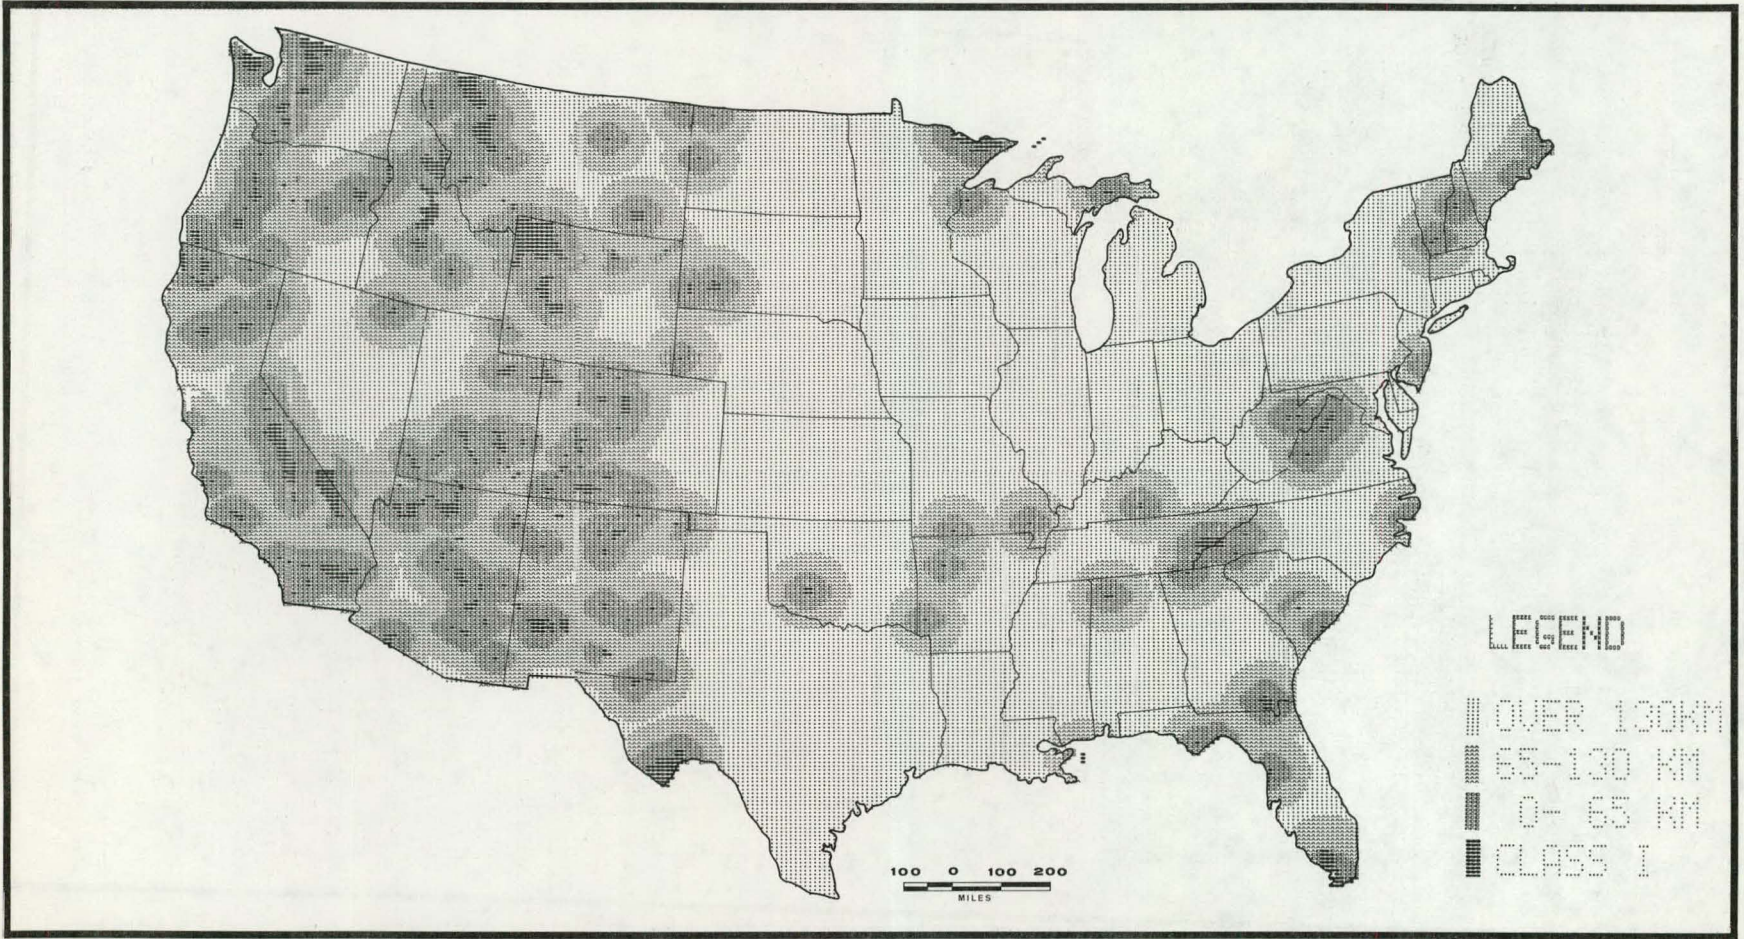 LEGEND
OVER 130KM
65-130 KM
0- 65 KM
CLASS I
100 0 100 200
MILES